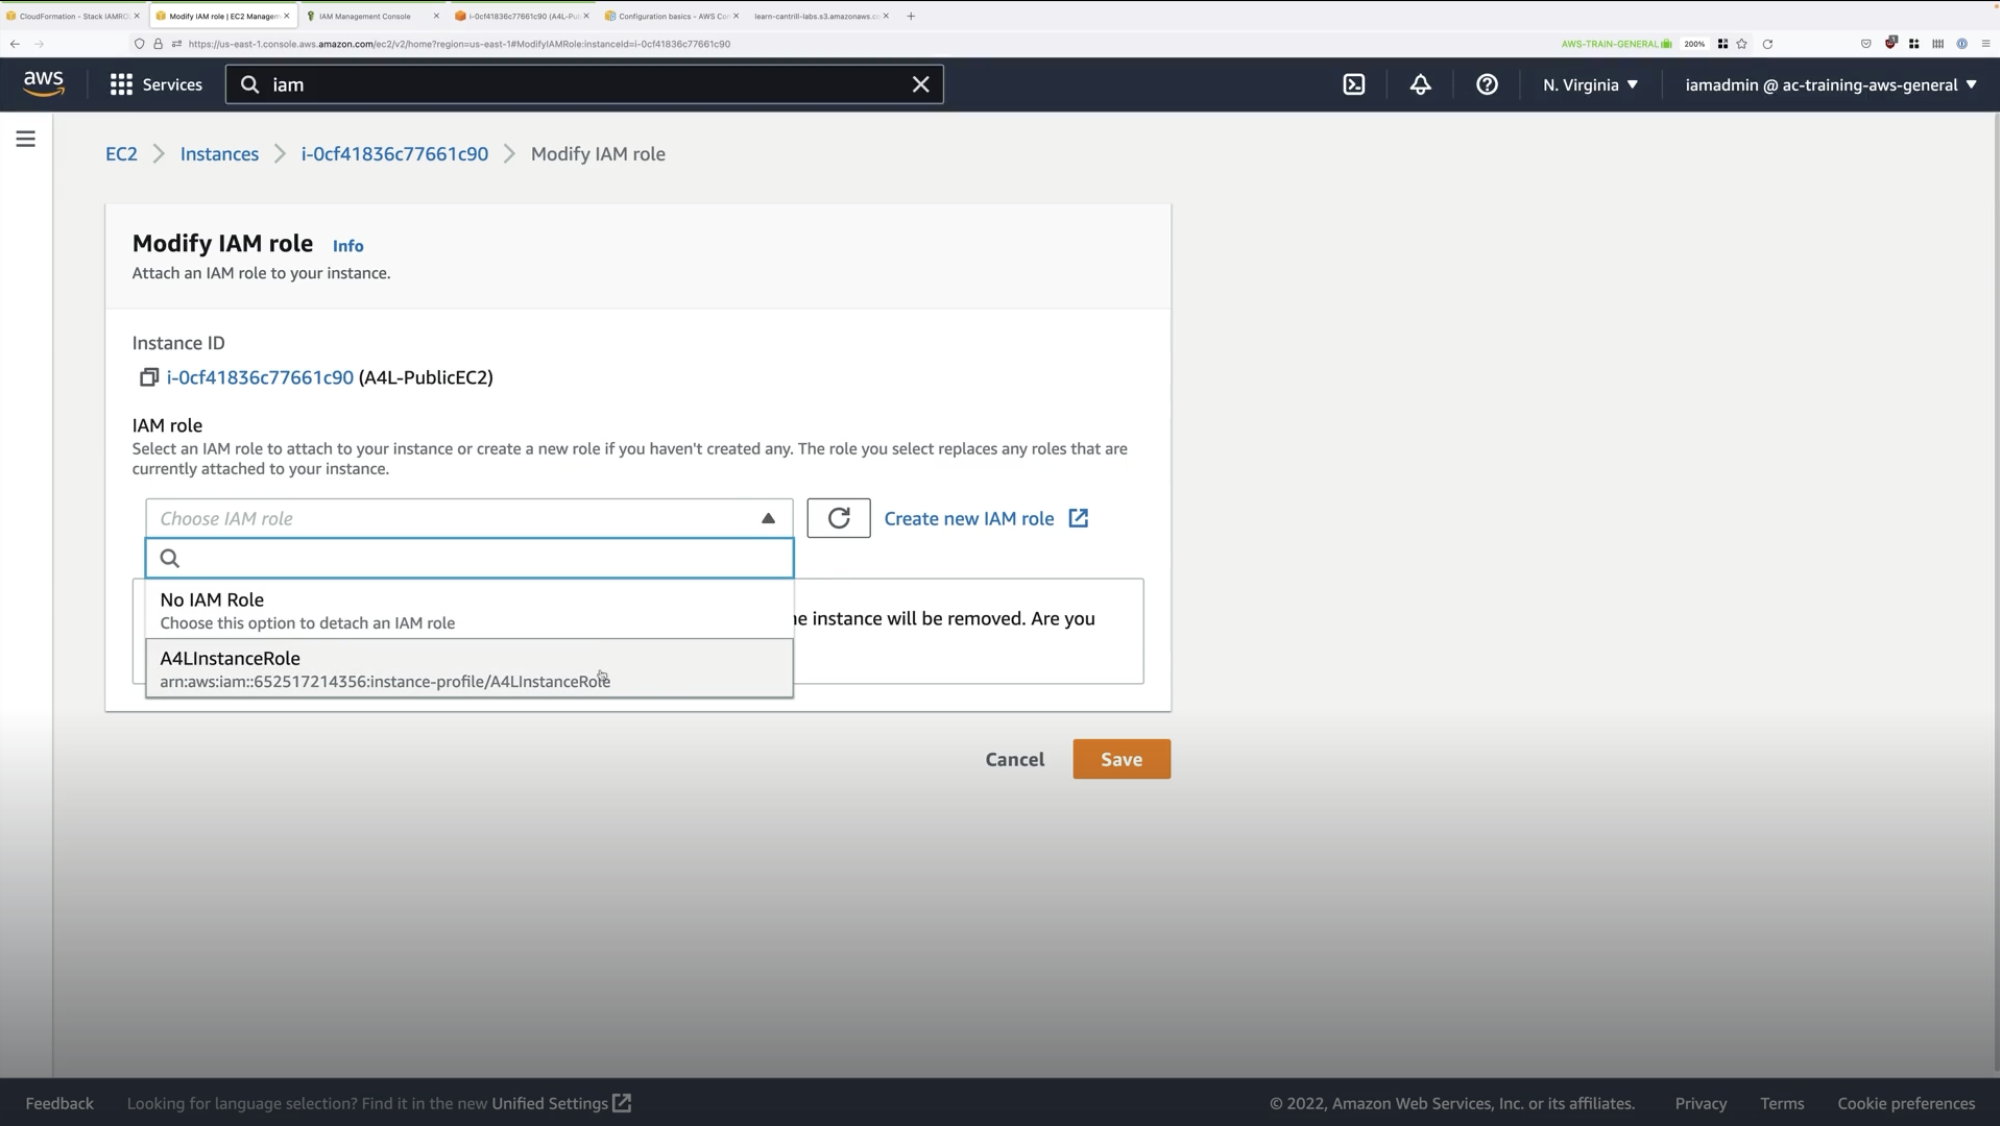 CloudFormation - Stack IAMRO
Modify IAM role | EC2 Managem
IAM Management Console
i-0cf41836c77661c90 (A4L-Pu
Configuration basics - AWS Co
learn-cantrill-labs.s3.amazonaws.c
https://us-east-1.console.aws.amazon.com/ec2/v2/home?region=us-east-1#ModifyIAMRole:instanceId=i-0cf41836c77661c90
AWS-TRAIN-GENERAL
200%
aws
Services
iam
N. Virginia
iamadmin @ ac-training-aws-general
EC2 > Instances > i-0cf41836c77661c90 > Modify IAM role
Modify IAM role Info
Attach an IAM role to your instance.
Instance ID
i-0cf41836c77661c90 (A4L-PublicEC2)
IAM role
Select an IAM role to attach to your instance or create a new role if you haven't created any. The role you select replaces any roles that are
currently attached to your instance.
Choose IAM role
Create new IAM role
No IAM Role
Choose this option to detach an IAM role
instance will be removed. Are you
A4LInstanceRole
arn:aws:iam::652517214356:instance-profile/A4LInstanceRole
Cancel
Save
Feedback
Looking for language selection? Find it in the new Unified Settings
© 2022, Amazon Web Services, Inc. or its affiliates.
Privacy
Terms
Cookie preferences